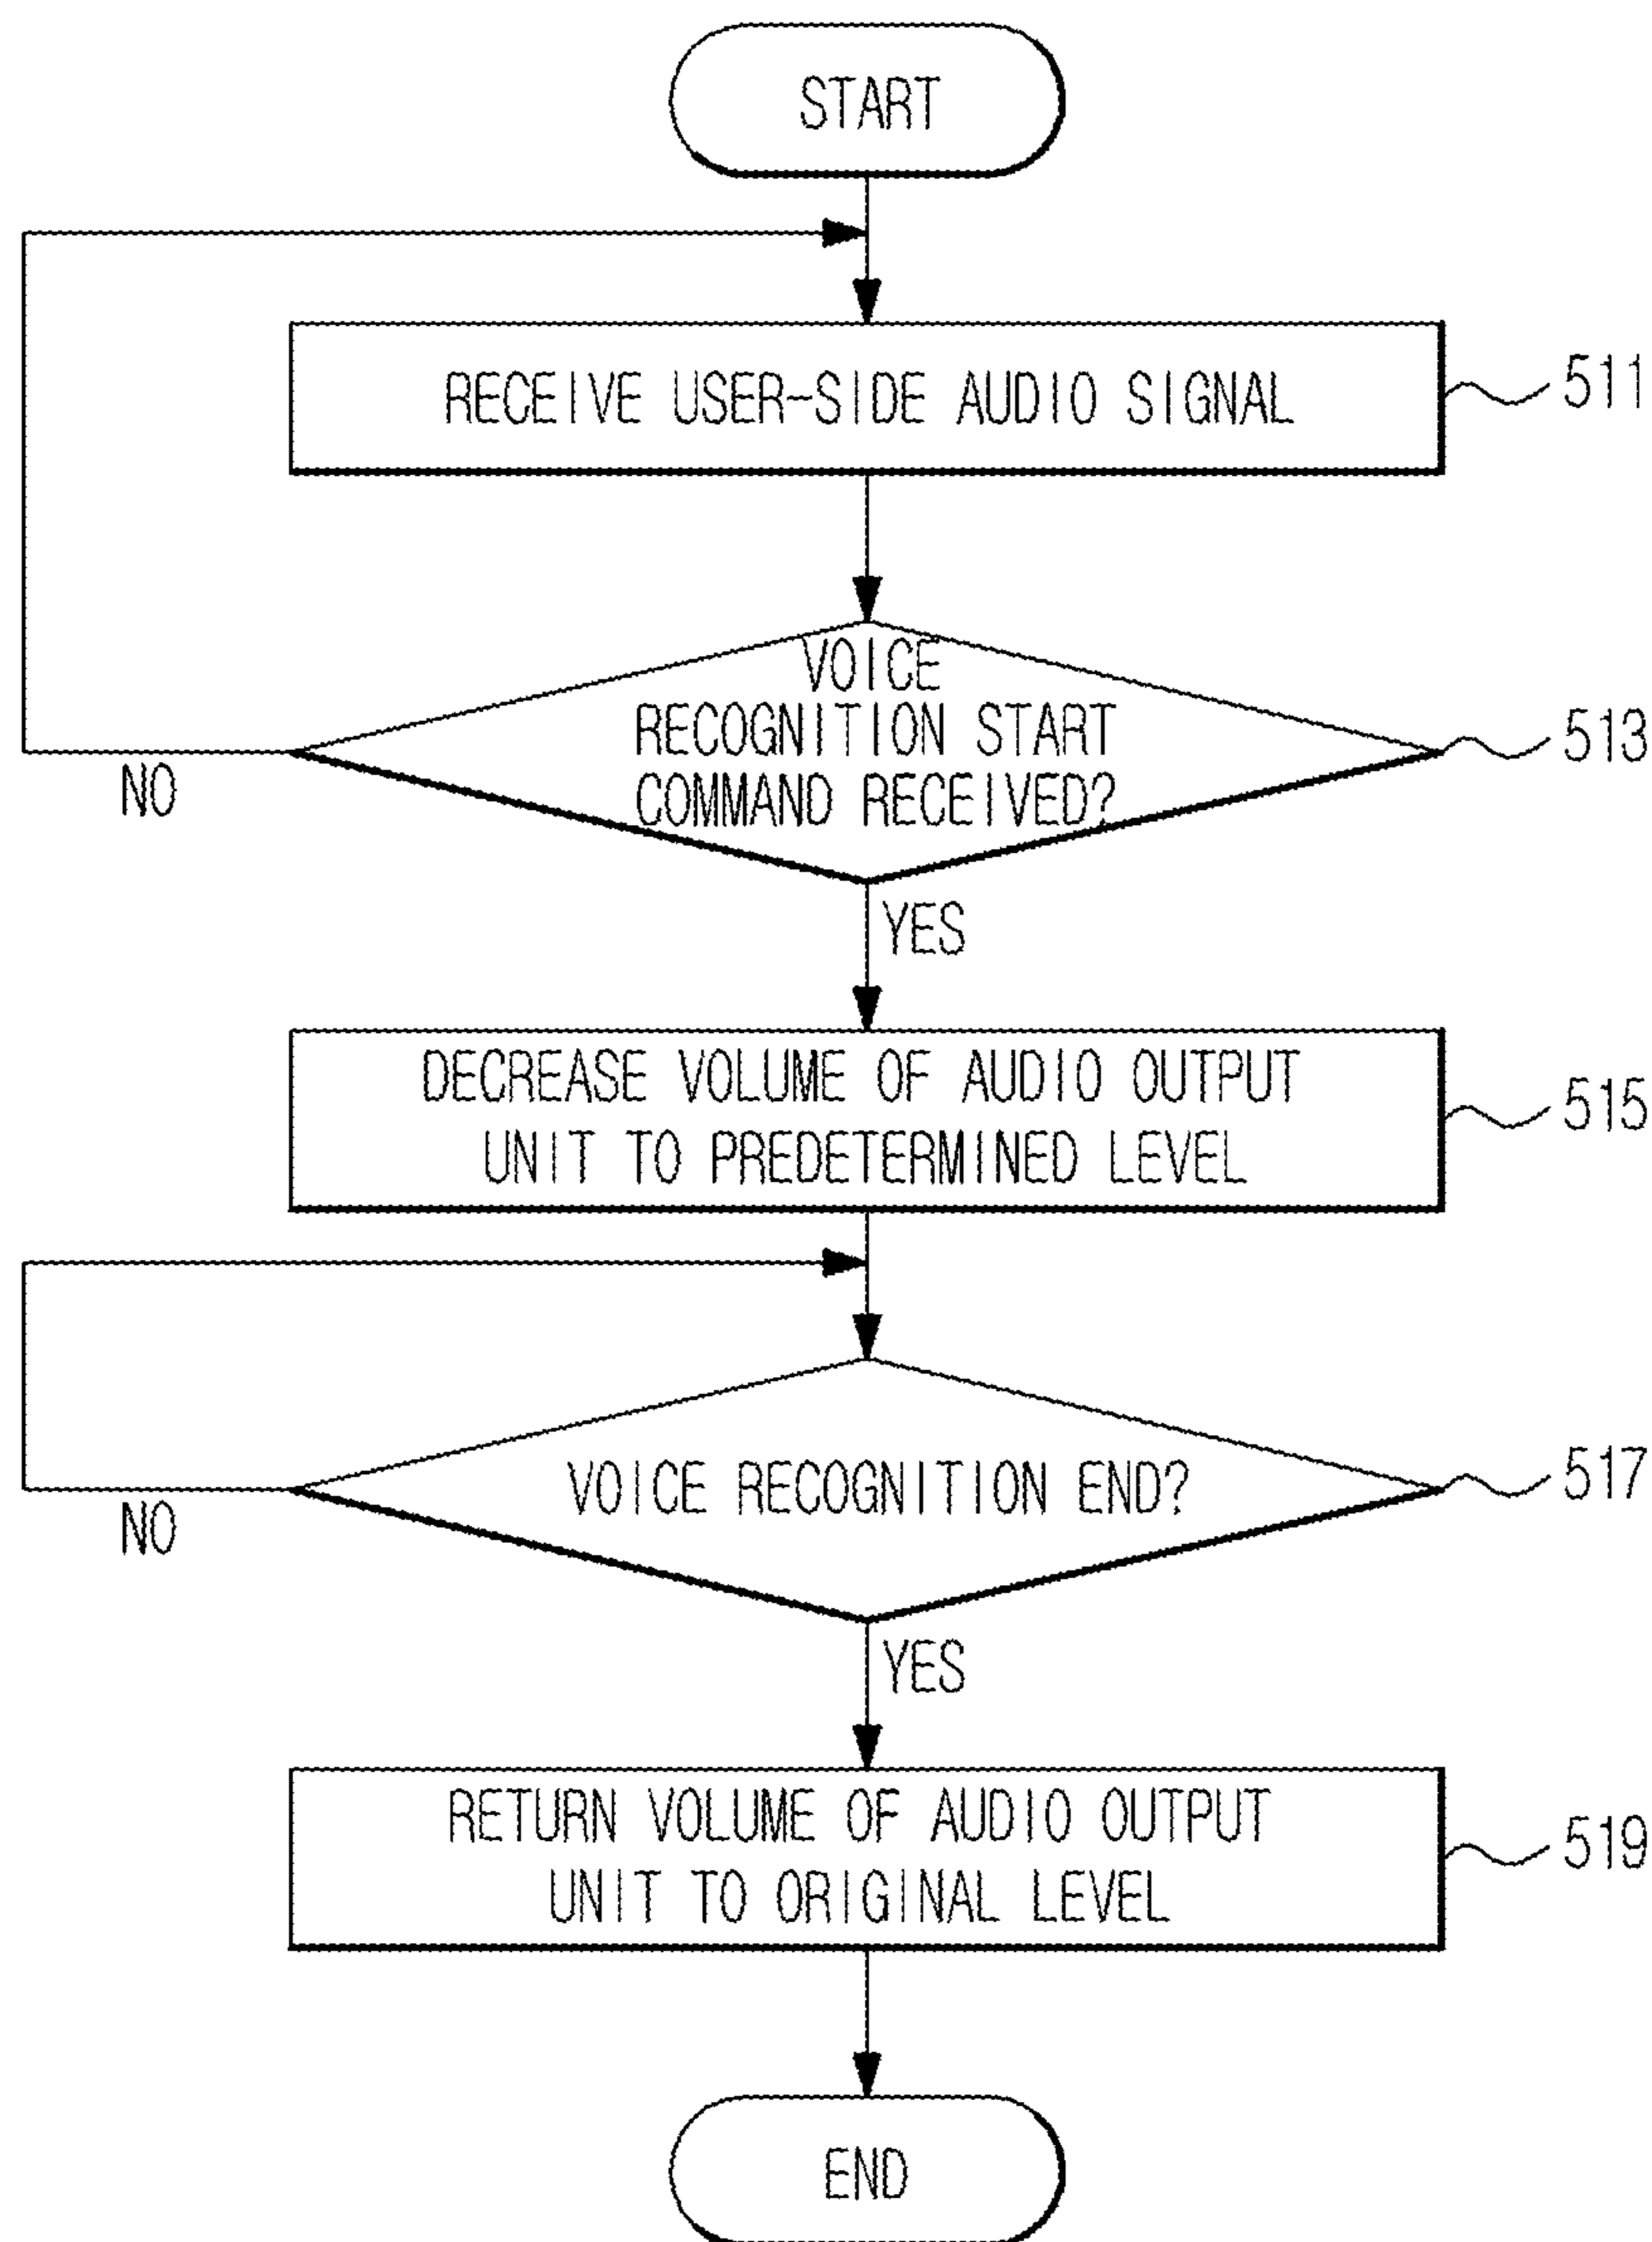 START
RECEIVE USER-SIDE AUDIO SIGNAL
511
VOICE
RECOGNITION START
COMMAND RECEIVED?
513
NO
YES
DECREASE VOLUME OF AUDIO OUTPUT
UNIT TO PREDETERMINED LEVEL
515
VOICE RECOGNITION END?
517
NO
YES
RETURN VOLUME OF AUDIO OUTPUT
UNIT TO ORIGINAL LEVEL
519
END